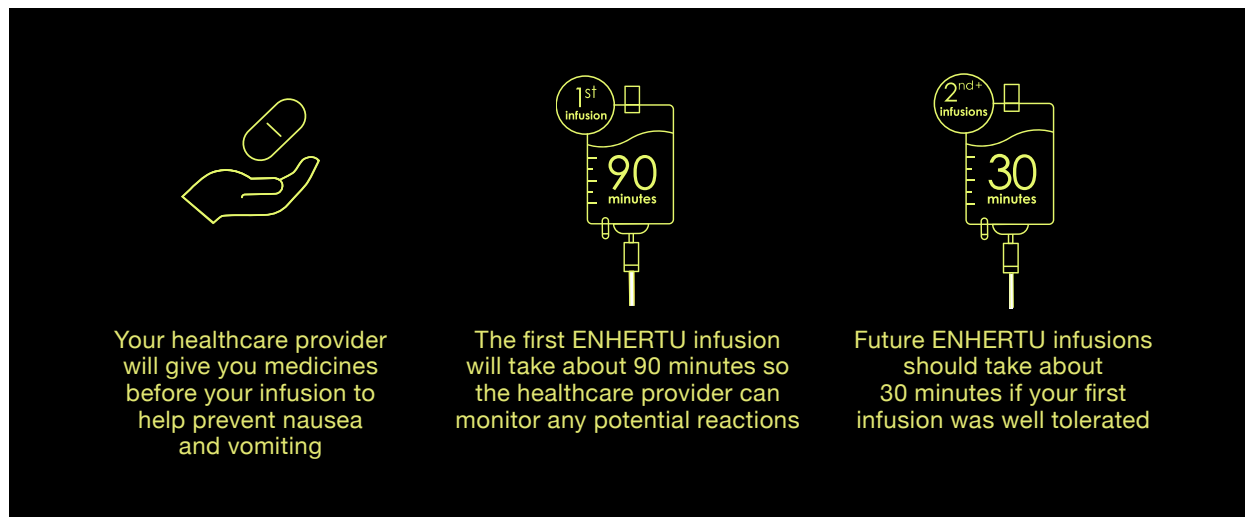 1st
infusion
90
minutes
2nd+
infusions
30
minutes
Your healthcare provider
will give you medicines
before your infusion to
help prevent nausea
and vomiting
The first ENHERTU infusion
will take about 90 minutes so
the healthcare provider can
monitor any potential reactions
Future ENHERTU infusions
should take about
30 minutes if your first
infusion was well tolerated